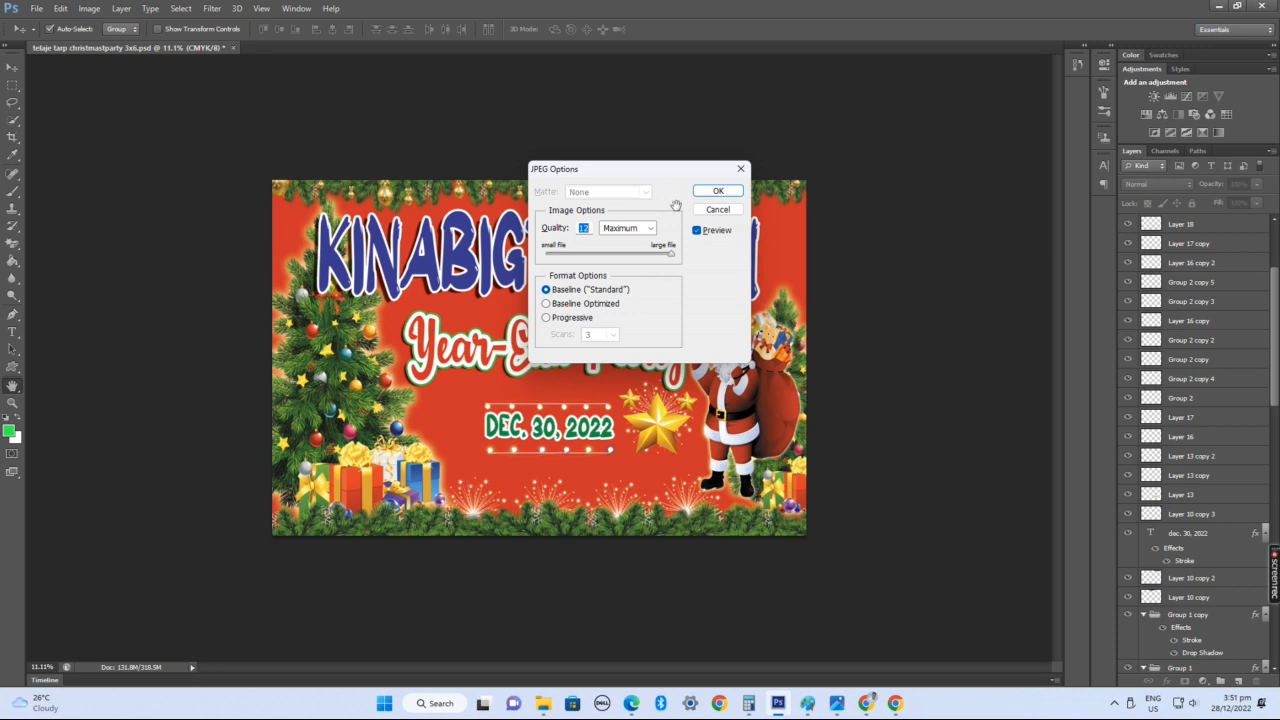 Ps File Edit Image Layer Type Select Filter 3D View Window Help
Auto-Select: Group Show Transform Controls 3D Mode: Essentials
telaje tarp christmastparty 3x6.psd @ 11.1% (CMYK/8) * ×
Color Swatches
Adjustments Styles
Add an adjustment
Layers Channels Paths
Kind
Normal Opacity:
Lock: Fill: 100%
Layer 18
Layer 17 copy
Layer 16 copy 2
Group 2 copy 5
Group 2 copy 3
Layer 16 copy
Group 2 copy 2
Group 2 copy
Group 2 copy 4
Group 2
Layer 17
Layer 16
Layer 13 copy 2
Layer 13 copy
Layer 13
Layer 10 copy 3
T dec. 30, 2022 fx
Effects
Stroke
Layer 10 copy 2
Layer 10 copy
Group 1 copy fx
Effects
Stroke
Drop Shadow
Group 1 fx
screenrec
JPEG Options
Matte: None OK
Image Options Cancel
Quality: 12 Maximum Preview
small file large file
Format Options
Baseline ("Standard")
Baseline Optimized
Progressive
Scans: 3
KINABIG
Year-
DEC. 30, 2022
11.11% Doc: 131.8M/318.5M
Timeline
26°C
Cloudy
Search
DELL
Ps
ENG
US
3:51 pm
28/12/2022